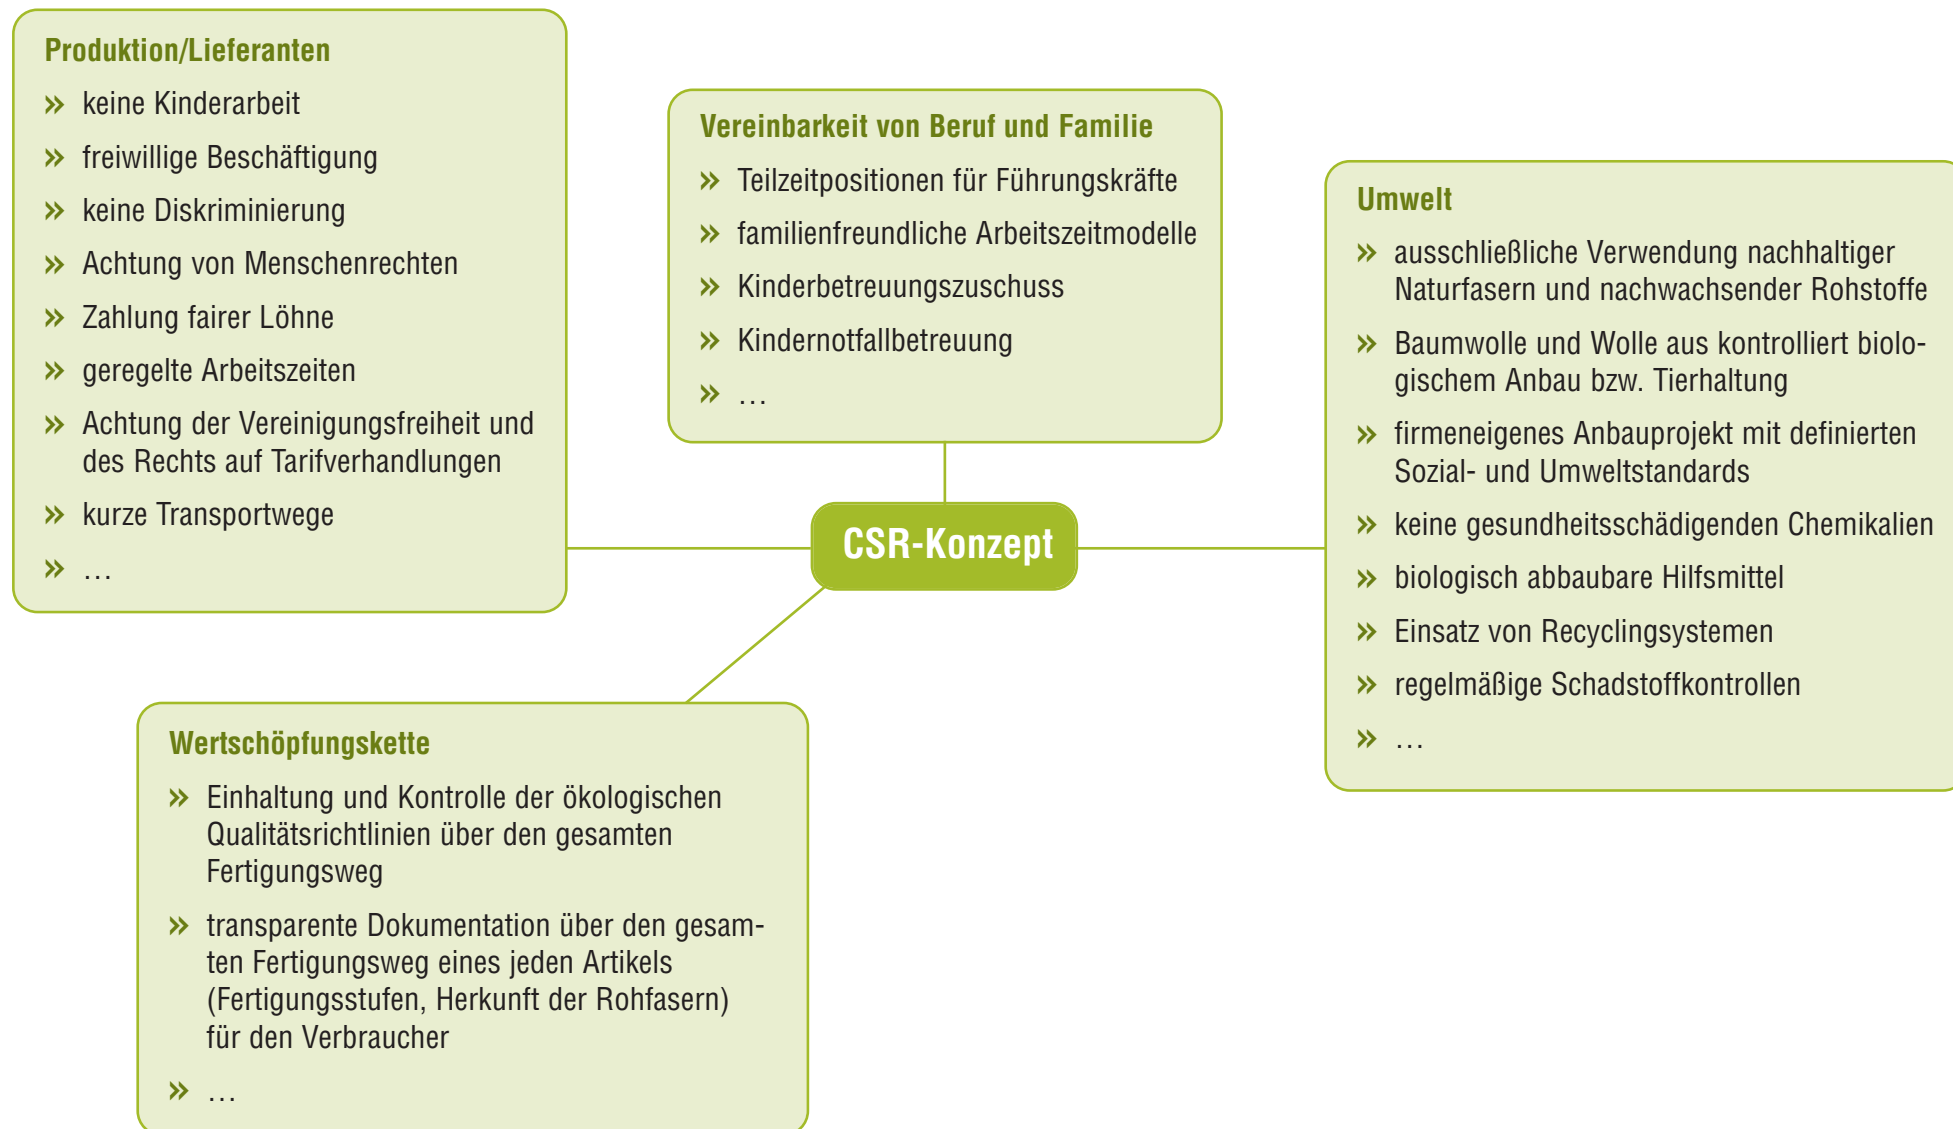 Produktion/Lieferanten
» keine Kinderarbeit
» freiwillige Beschäftigung
» keine Diskriminierung
» Achtung von Menschenrechten
» Zahlung fairer Löhne
» geregelte Arbeitszeiten
» Achtung der Vereinigungsfreiheit und
des Rechts auf Tarifverhandlungen
» kurze Transportwege
» …
Vereinbarkeit von Beruf und Familie
» Teilzeitpositionen für Führungskräfte
» familienfreundliche Arbeitszeitmodelle
» Kinderbetreuungszuschuss
» Kindernotfallbetreuung
» …
Umwelt
» ausschließliche Verwendung nachhaltiger
Naturfasern und nachwachsender Rohstoffe
» Baumwolle und Wolle aus kontrolliert biolo-
gischem Anbau bzw. Tierhaltung
» firmeneigenes Anbauprojekt mit definierten
Sozial- und Umweltstandards
» keine gesundheitsschädigenden Chemikalien
» biologisch abbaubare Hilfsmittel
» Einsatz von Recyclingsystemen
» regelmäßige Schadstoffkontrollen
» …
CSR-Konzept
Wertschöpfungskette
» Einhaltung und Kontrolle der ökologischen
Qualitätsrichtlinien über den gesamten
Fertigungsweg
» transparente Dokumentation über den gesam-
ten Fertigungsweg eines jeden Artikels
(Fertigungsstufen, Herkunft der Rohfasern)
für den Verbraucher
» …